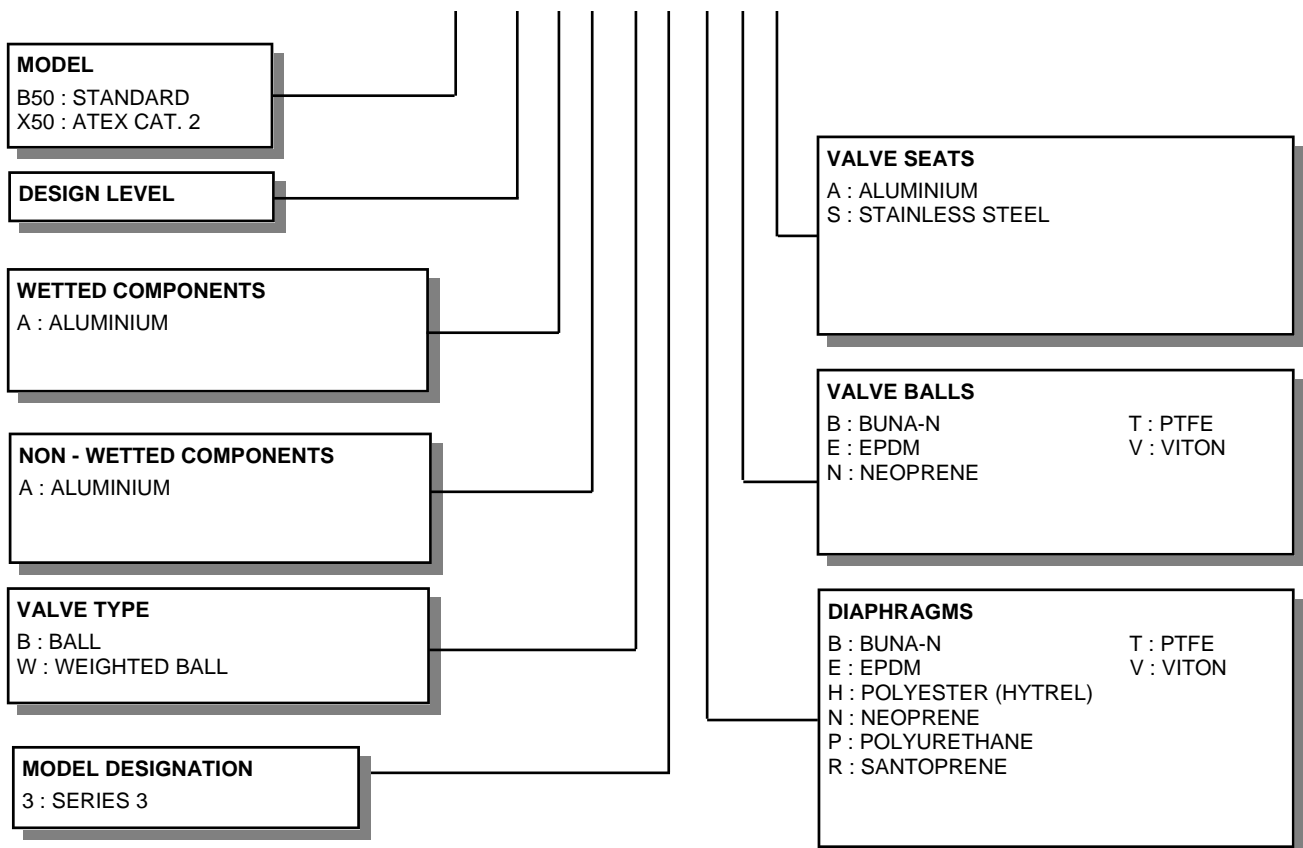 MODEL
B50 : STANDARD
X50 : ATEX CAT. 2
DESIGN LEVEL
WETTED COMPONENTS
A : ALUMINIUM
NON - WETTED COMPONENTS
A : ALUMINIUM
VALVE TYPE
B : BALL
W : WEIGHTED BALL
MODEL DESIGNATION
3 : SERIES 3
VALVE SEATS
A : ALUMINIUM
S : STAINLESS STEEL
VALVE BALLS
B : BUNA-N T : PTFE
E : EPDM V : VITON
N : NEOPRENE
DIAPHRAGMS
B : BUNA-N T : PTFE
E : EPDM V : VITON
H : POLYESTER (HYTREL)
N : NEOPRENE
P : POLYURETHANE
R : SANTOPRENE